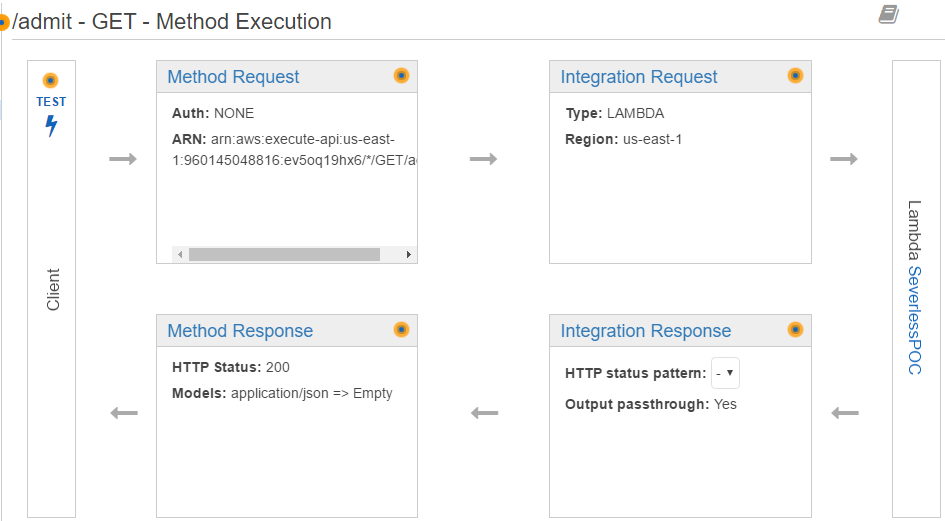 /admit - GET - Method Execution
TEST
Client
Method Request
Auth: NONE
ARN: arn:aws:execute-api:us-east-
1:960145048816:ev5oq19hx6/*/GET/a
Integration Request
Type: LAMBDA
Region: us-east-1
Lambda SeverlessPOC
Method Response
HTTP Status: 200
Models: application/json => Empty
Integration Response
HTTP status pattern: -
Output passthrough: Yes